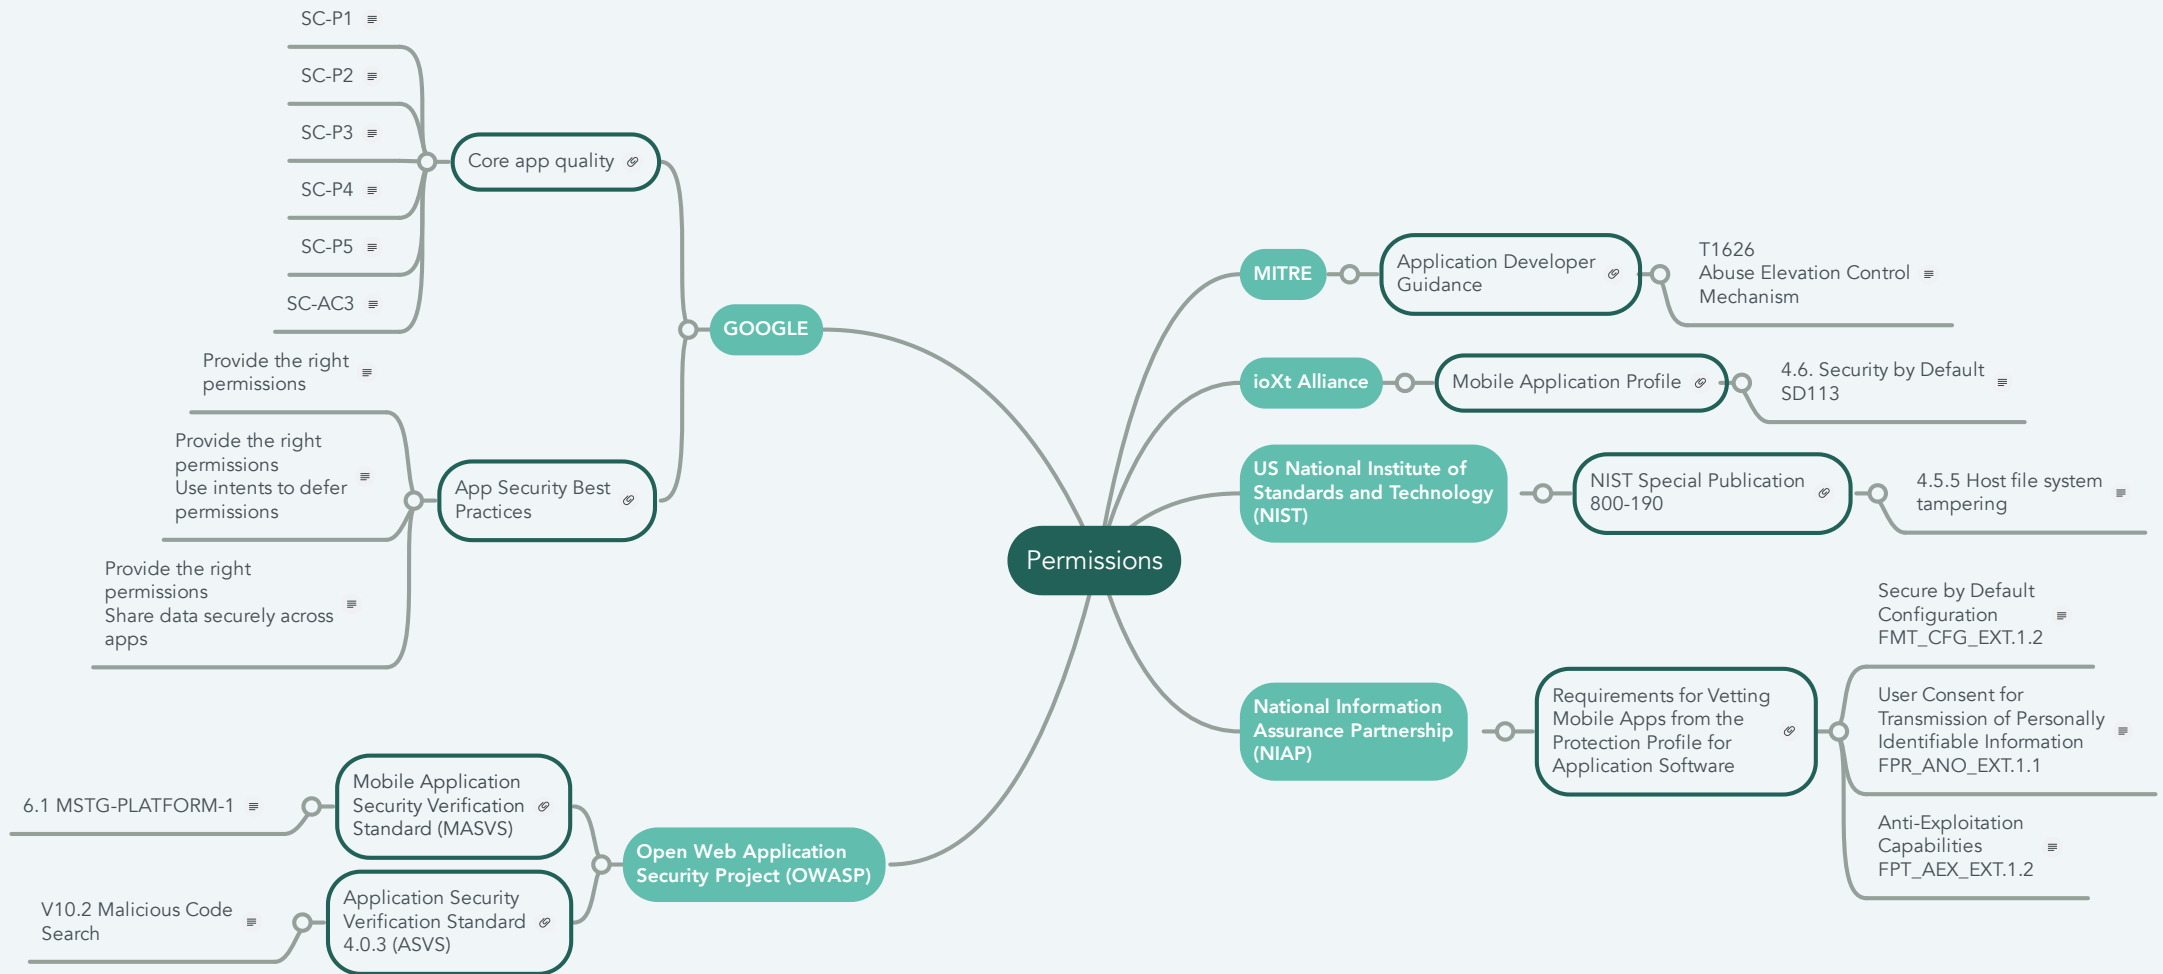 SC-P1
SC-P2
SC-P3
SC-P4
SC-P5
SC-AC3
Core app quality
Provide the right
permissions
Provide the right
permissions
Use intents to defer
permissions
Provide the right
permissions
Share data securely across
apps
App Security Best
Practices
GOOGLE
6.1 MSTG-PLATFORM-1
Mobile Application
Security Verification
Standard (MASVS)
V10.2 Malicious Code
Search
Application Security
Verification Standard
4.0.3 (ASVS)
Open Web Application
Security Project (OWASP)
Permissions
MITRE
Application Developer
Guidance
T1626
Abuse Elevation Control
Mechanism
ioXt Alliance
Mobile Application Profile
4.6. Security by Default
SD113
US National Institute of
Standards and Technology
(NIST)
NIST Special Publication
800-190
4.5.5 Host file system
tampering
National Information
Assurance Partnership
(NIAP)
Requirements for Vetting
Mobile Apps from the
Protection Profile for
Application Software
Secure by Default
Configuration
FMT_CFG_EXT.1.2
User Consent for
Transmission of Personally
Identifiable Information
FPR_ANO_EXT.1.1
Anti-Exploitation
Capabilities
FPT_AEX_EXT.1.2